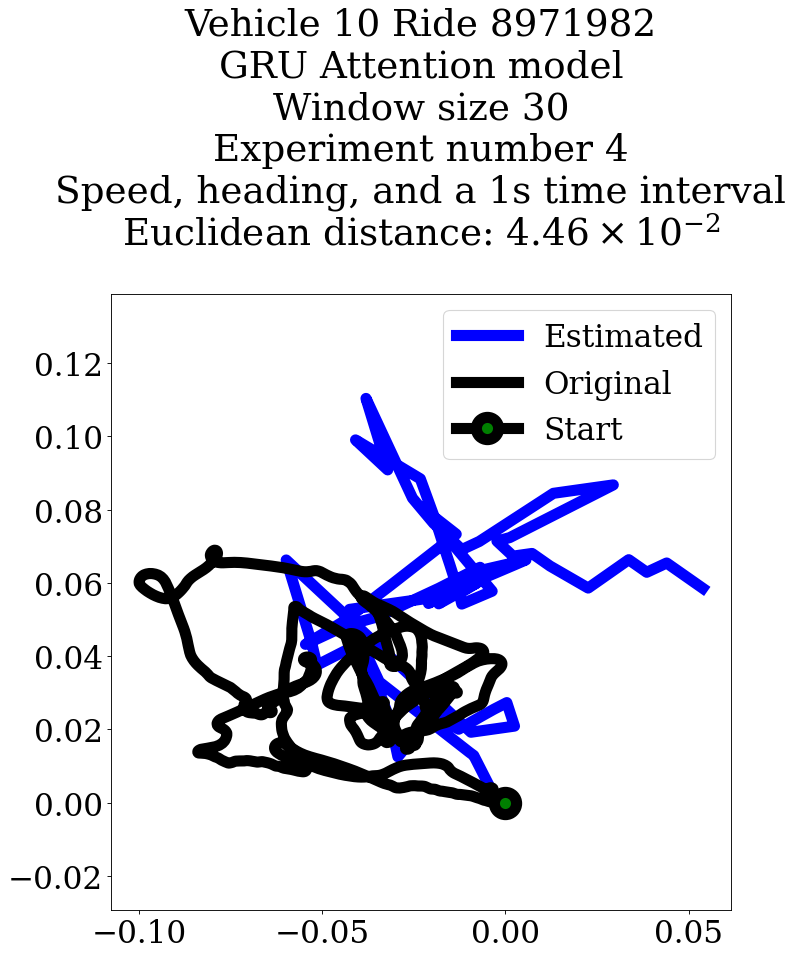 Vehicle 10 Ride 8971982
GRU Attention model
Window size 30
Experiment number 4
Speed, heading, and a 1s time interval
Euclidean distance: 4.46 × 10⁻²
Estimated
Original
Start
0.12
0.10
0.08
0.06
0.04
0.02
0.00
−0.02
−0.10 −0.05 0.00 0.05